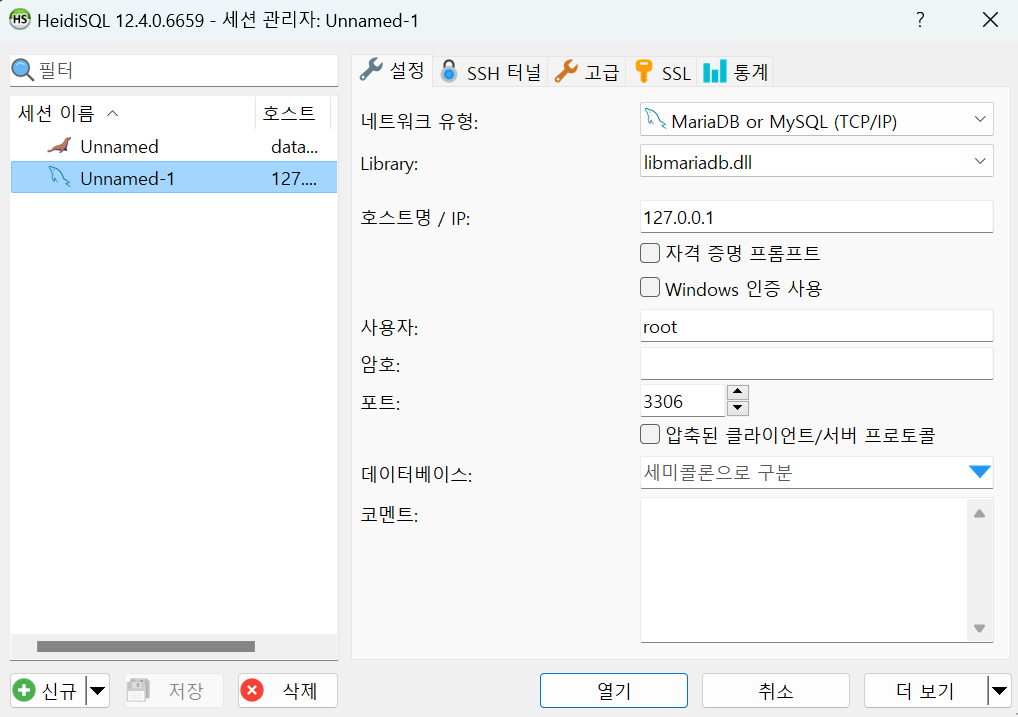 HeidiSQL 12.4.0.6659 - 세션 관리자: Unnamed-1
필터
세션 이름 호스트
Unnamed data...
Unnamed-1 127....
설정 SSH 터널 고급 SSL 통계
네트워크 유형: MariaDB or MySQL (TCP/IP)
Library: libmariadb.dll
호스트명 / IP: 127.0.0.1
자격 증명 프롬프트
Windows 인증 사용
사용자: root
암호:
포트: 3306
압축된 클라이언트/서버 프로토콜
데이터베이스: 세미콜론으로 구분
코멘트:
신규 저장 삭제 열기 취소 더 보기